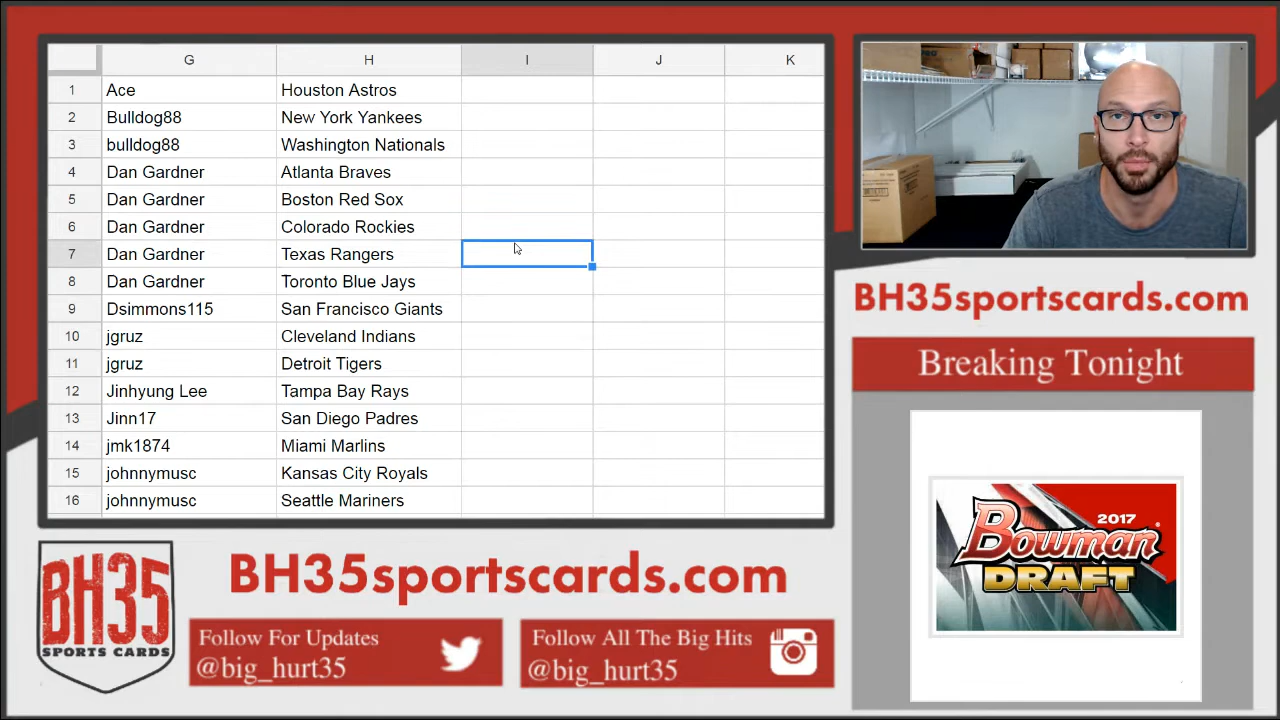 G H I J K
1 Ace Houston Astros
2 Bulldog88 New York Yankees
3 bulldog88 Washington Nationals
4 Dan Gardner Atlanta Braves
5 Dan Gardner Boston Red Sox
6 Dan Gardner Colorado Rockies
7 Dan Gardner Texas Rangers
8 Dan Gardner Toronto Blue Jays
9 Dsimmons115 San Francisco Giants
10 jgruz Cleveland Indians
11 jgruz Detroit Tigers
12 Jinhyung Lee Tampa Bay Rays
13 Jinn17 San Diego Padres
14 jmk1874 Miami Marlins
15 johnnymusc Kansas City Royals
16 johnnymusc Seattle Mariners
BH35sportscards.com
Breaking Tonight
2017
Bowman
DRAFT
BH35
SPORTS CARDS
BH35sportscards.com
Follow For Updates
@big_hurt35
Follow All The Big Hits
@big_hurt35